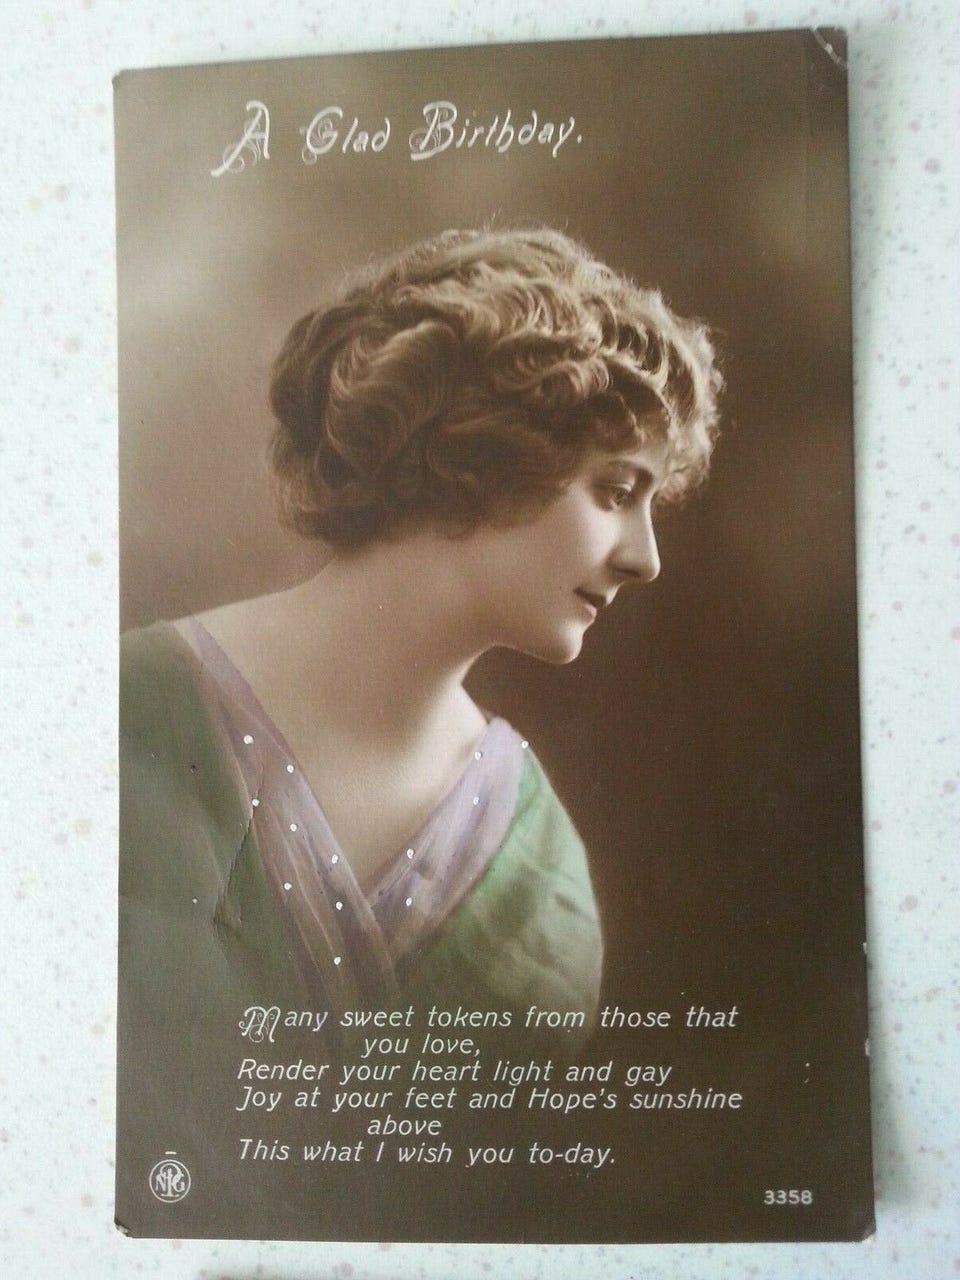 A Glad Birthday.
Many sweet tokens from those that
you love,
Render your heart light and gay
Joy at your feet and Hope's sunshine
above
This what I wish you to-day.
NPG
3358